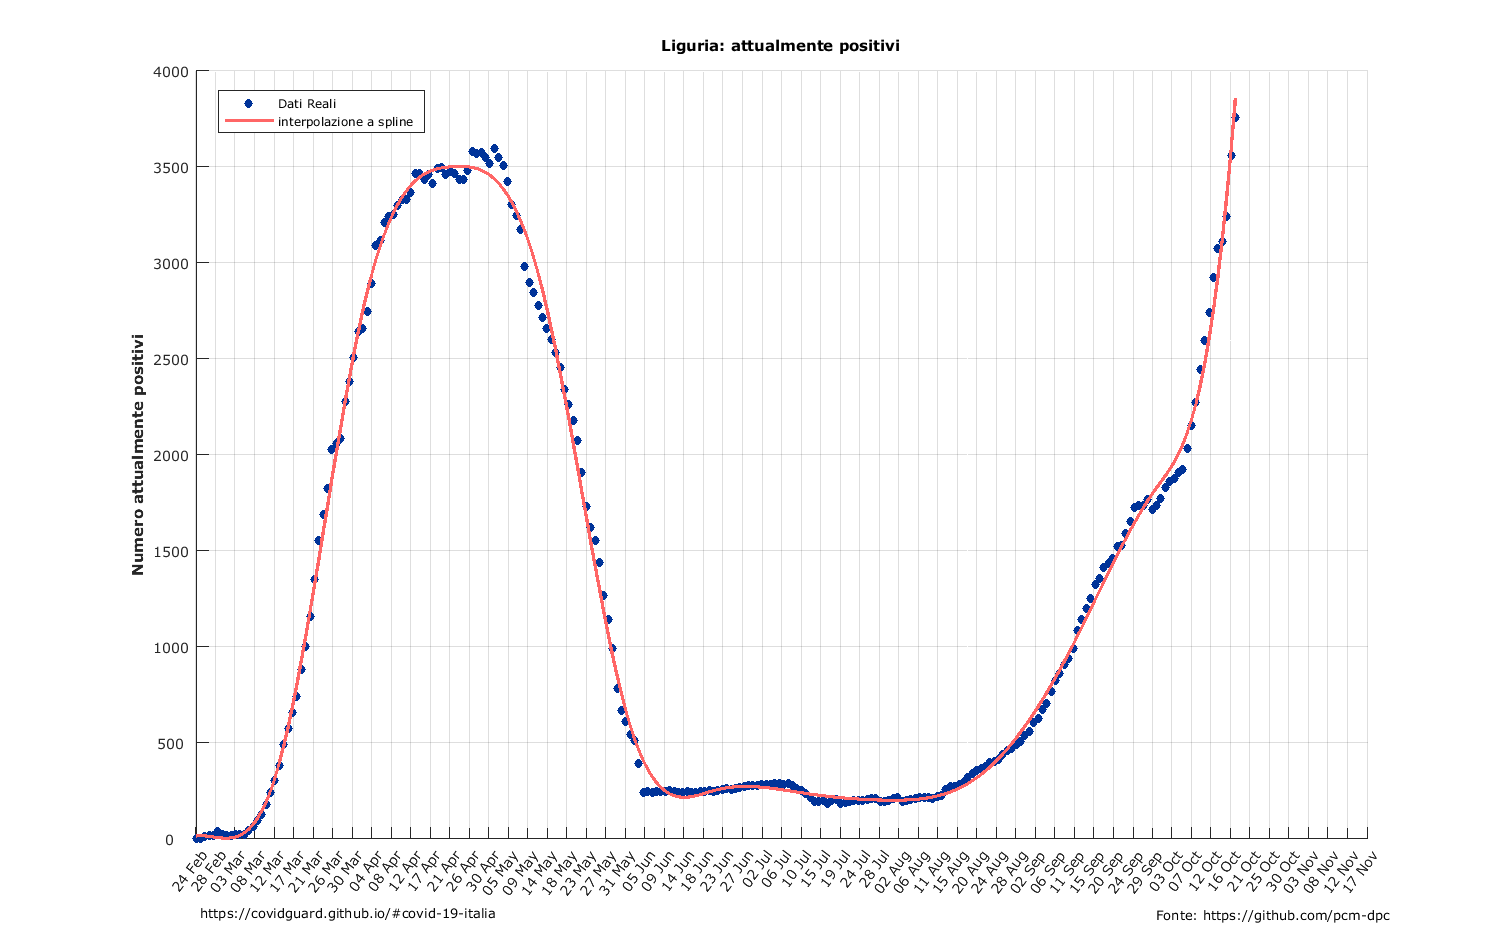 Liguria: attualmente positivi
4000
3500
3000
2500
2000
1500
1000
500
0
Numero attualmente positivi
Dati Reali
interpolazione a spline
24 Feb
28 Feb
03 Mar
08 Mar
12 Mar
17 Mar
21 Mar
26 Mar
30 Mar
04 Apr
08 Apr
12 Apr
17 Apr
21 Apr
26 Apr
30 Apr
05 May
09 May
14 May
18 May
23 May
27 May
31 May
05 Jun
09 Jun
14 Jun
18 Jun
23 Jun
27 Jun
02 Jul
06 Jul
10 Jul
15 Jul
19 Jul
24 Jul
28 Jul
02 Aug
06 Aug
11 Aug
15 Aug
20 Aug
24 Aug
28 Aug
02 Sep
06 Sep
11 Sep
15 Sep
20 Sep
24 Sep
29 Sep
03 Oct
07 Oct
12 Oct
16 Oct
21 Oct
25 Oct
30 Oct
03 Nov
08 Nov
12 Nov
17 Nov
https://covidguard.github.io/#covid-19-italia
Fonte: https://github.com/pcm-dpc